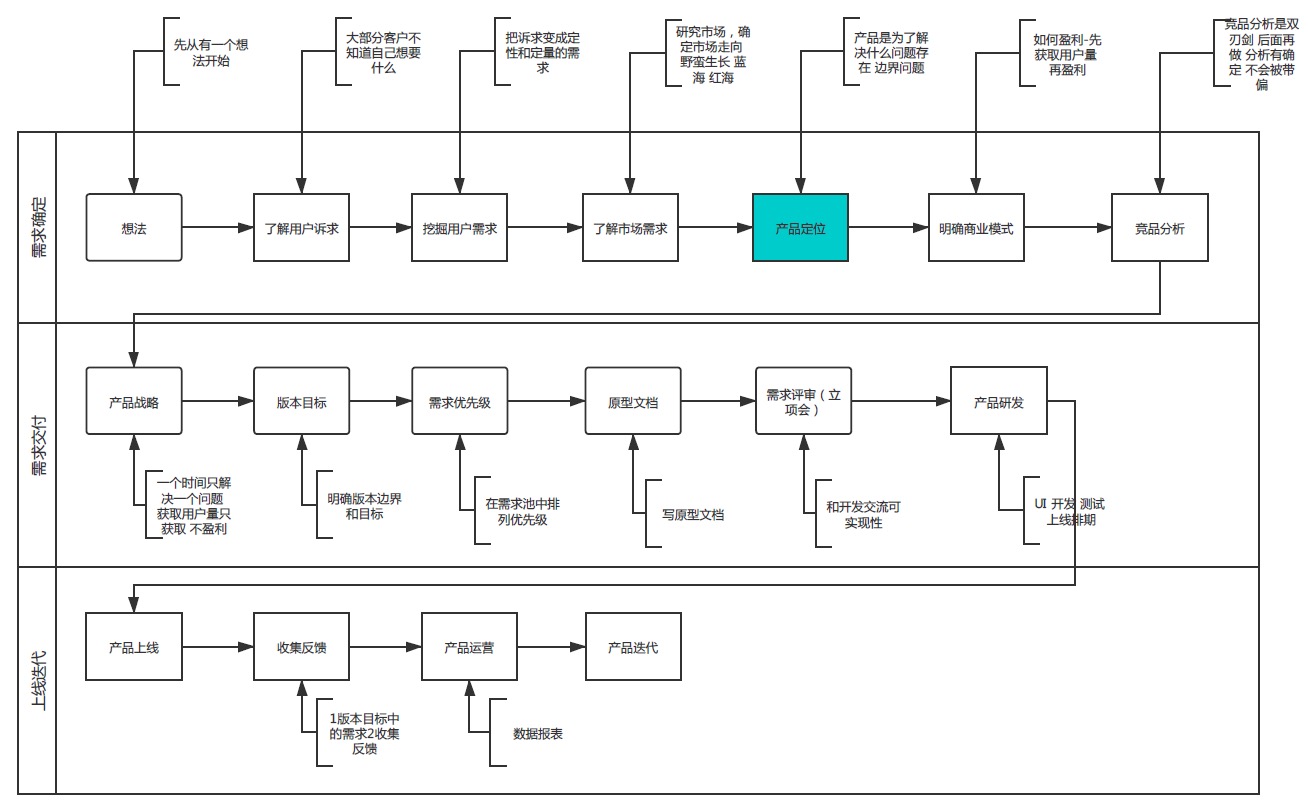 先从有一个想
法开始
大部分客户不
知道自己想要
什么
把诉求变成定
性和定量的需
求
研究市场，确
定市场走向
野蛮生长 蓝
海 红海
产品是为了解
决什么问题存
在 边界问题
如何盈利-先
获取用户量
再盈利
竞品分析是双
刃剑 后面再
做 分析有确
定 不会被带
偏
需求确定
想法
了解用户诉求
挖掘用户需求
了解市场需求
产品定位
明确商业模式
竞品分析
需求交付
产品战略
版本目标
需求优先级
原型文档
需求评审（立
项会）
产品研发
一个时间只解
决一个问题
获取用户量只
获取 不盈利
明确版本边界
和目标
在需求池中排
列优先级
写原型文档
和开发交流可
实现性
UI 开发 测试
上线排期
上线迭代
产品上线
收集反馈
产品运营
产品迭代
1版本目标中
的需求2收集
反馈
数据报表